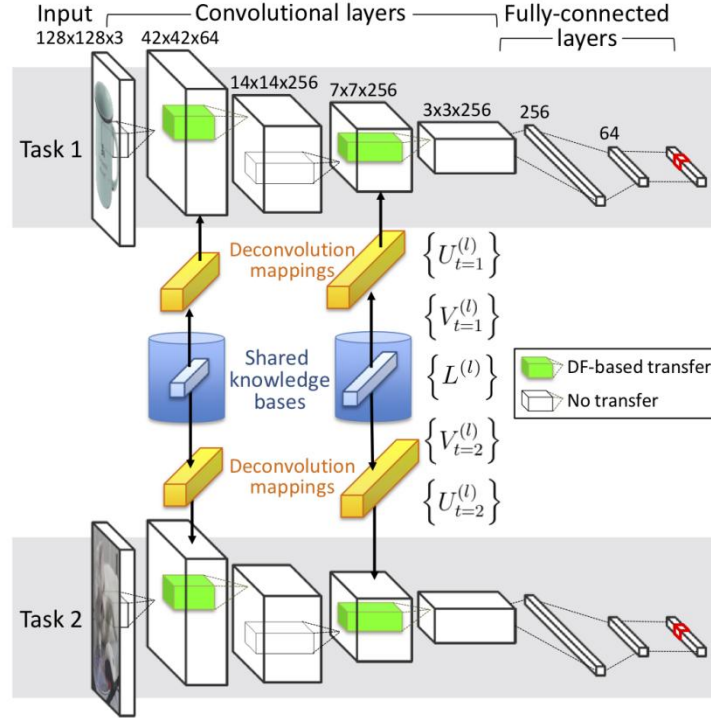 Input
Convolutional layers
Fully-connected
layers
128x128x3
42x42x64
14x14x256
7x7x256
3x3x256
256
64
Task 1
Deconvolution
mappings
{U_{t=1}^{(l)}}
{V_{t=1}^{(l)}}
Shared
knowledge
bases
{L^{(l)}}
DF-based transfer
No transfer
{V_{t=2}^{(l)}}
Deconvolution
mappings
{U_{t=2}^{(l)}}
Task 2